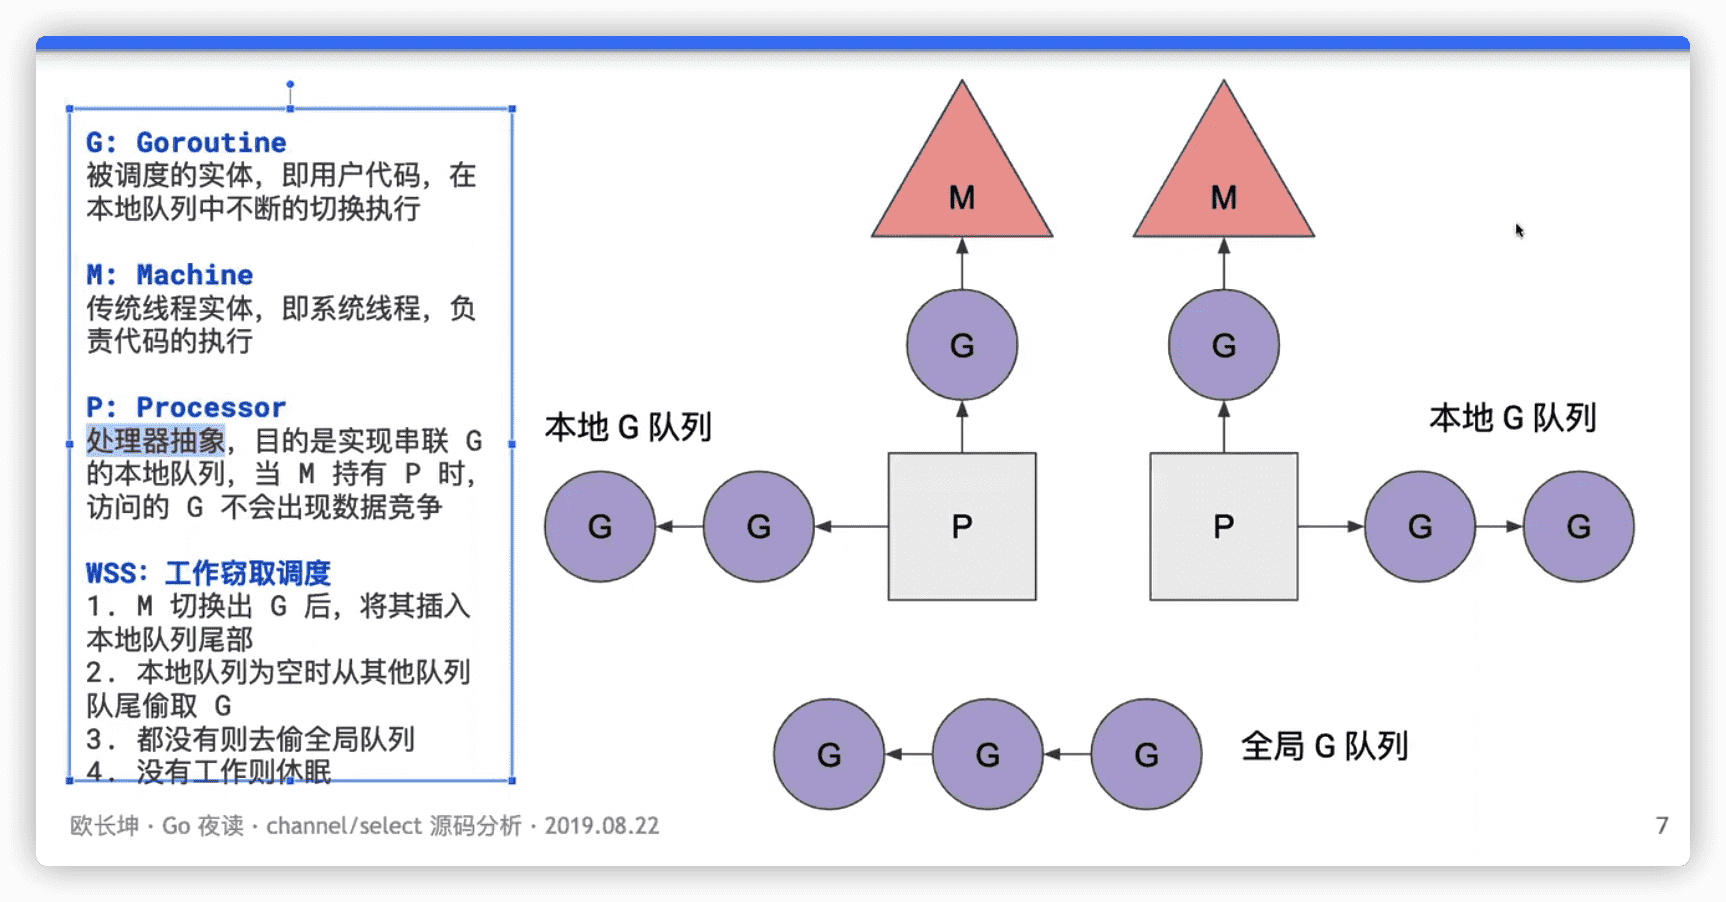 G: Goroutine
被调度的实体，即用户代码，在
本地队列中不断的切换执行
M: Machine
传统线程实体，即系统线程，负
责代码的执行
P: Processor
处理器抽象，目的是实现串联 G
的本地队列，当 M 持有 P 时，
访问的 G 不会出现数据竞争
WSS: 工作窃取调度
1. M 切换出 G 后，将其插入
本地队列尾部
2. 本地队列为空时从其他队列
队尾偷取 G
3. 都没有则去偷全局队列
4. 没有工作则休眠
M
M
G
G
本地 G 队列
本地 G 队列
G
G
P
P
G
G
G
G
G
全局 G 队列
欧长坤 · Go 夜读 · channel/select 源码分析 · 2019.08.22
7